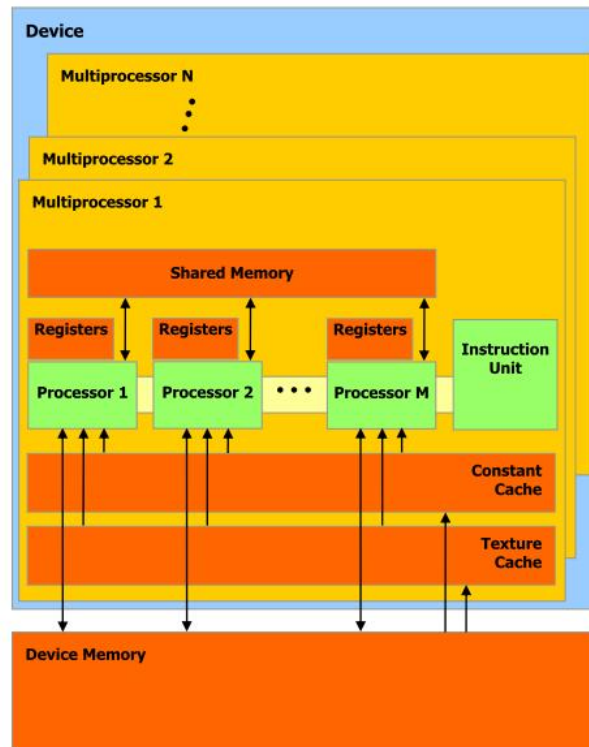 Device
Multiprocessor N
Multiprocessor 2
Multiprocessor 1
Shared Memory
Registers
Registers
Registers
Instruction
Unit
Processor 1
Processor 2
Processor M
Constant
Cache
Texture
Cache
Device Memory